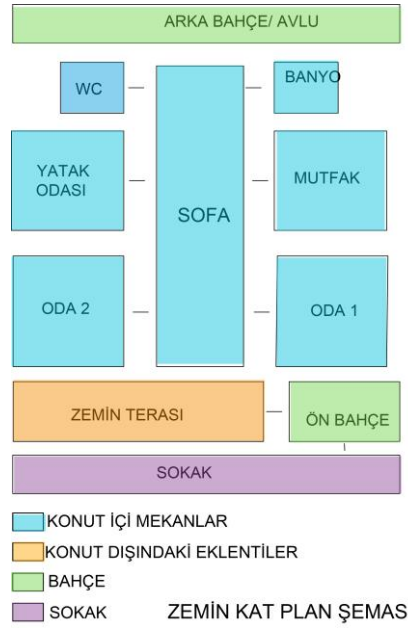 ARKA BAHÇE/ AVLU
WC
BANYO
YATAK
ODASI
SOFA
MUTFAK
ODA 2
ODA 1
ZEMİN TERASI
ÖN BAHÇE
SOKAK
KONUT İÇİ MEKANLAR
KONUT DIŞINDAKİ EKLENTİLER
BAHÇE
SOKAK
ZEMİN KAT PLAN ŞEMAS